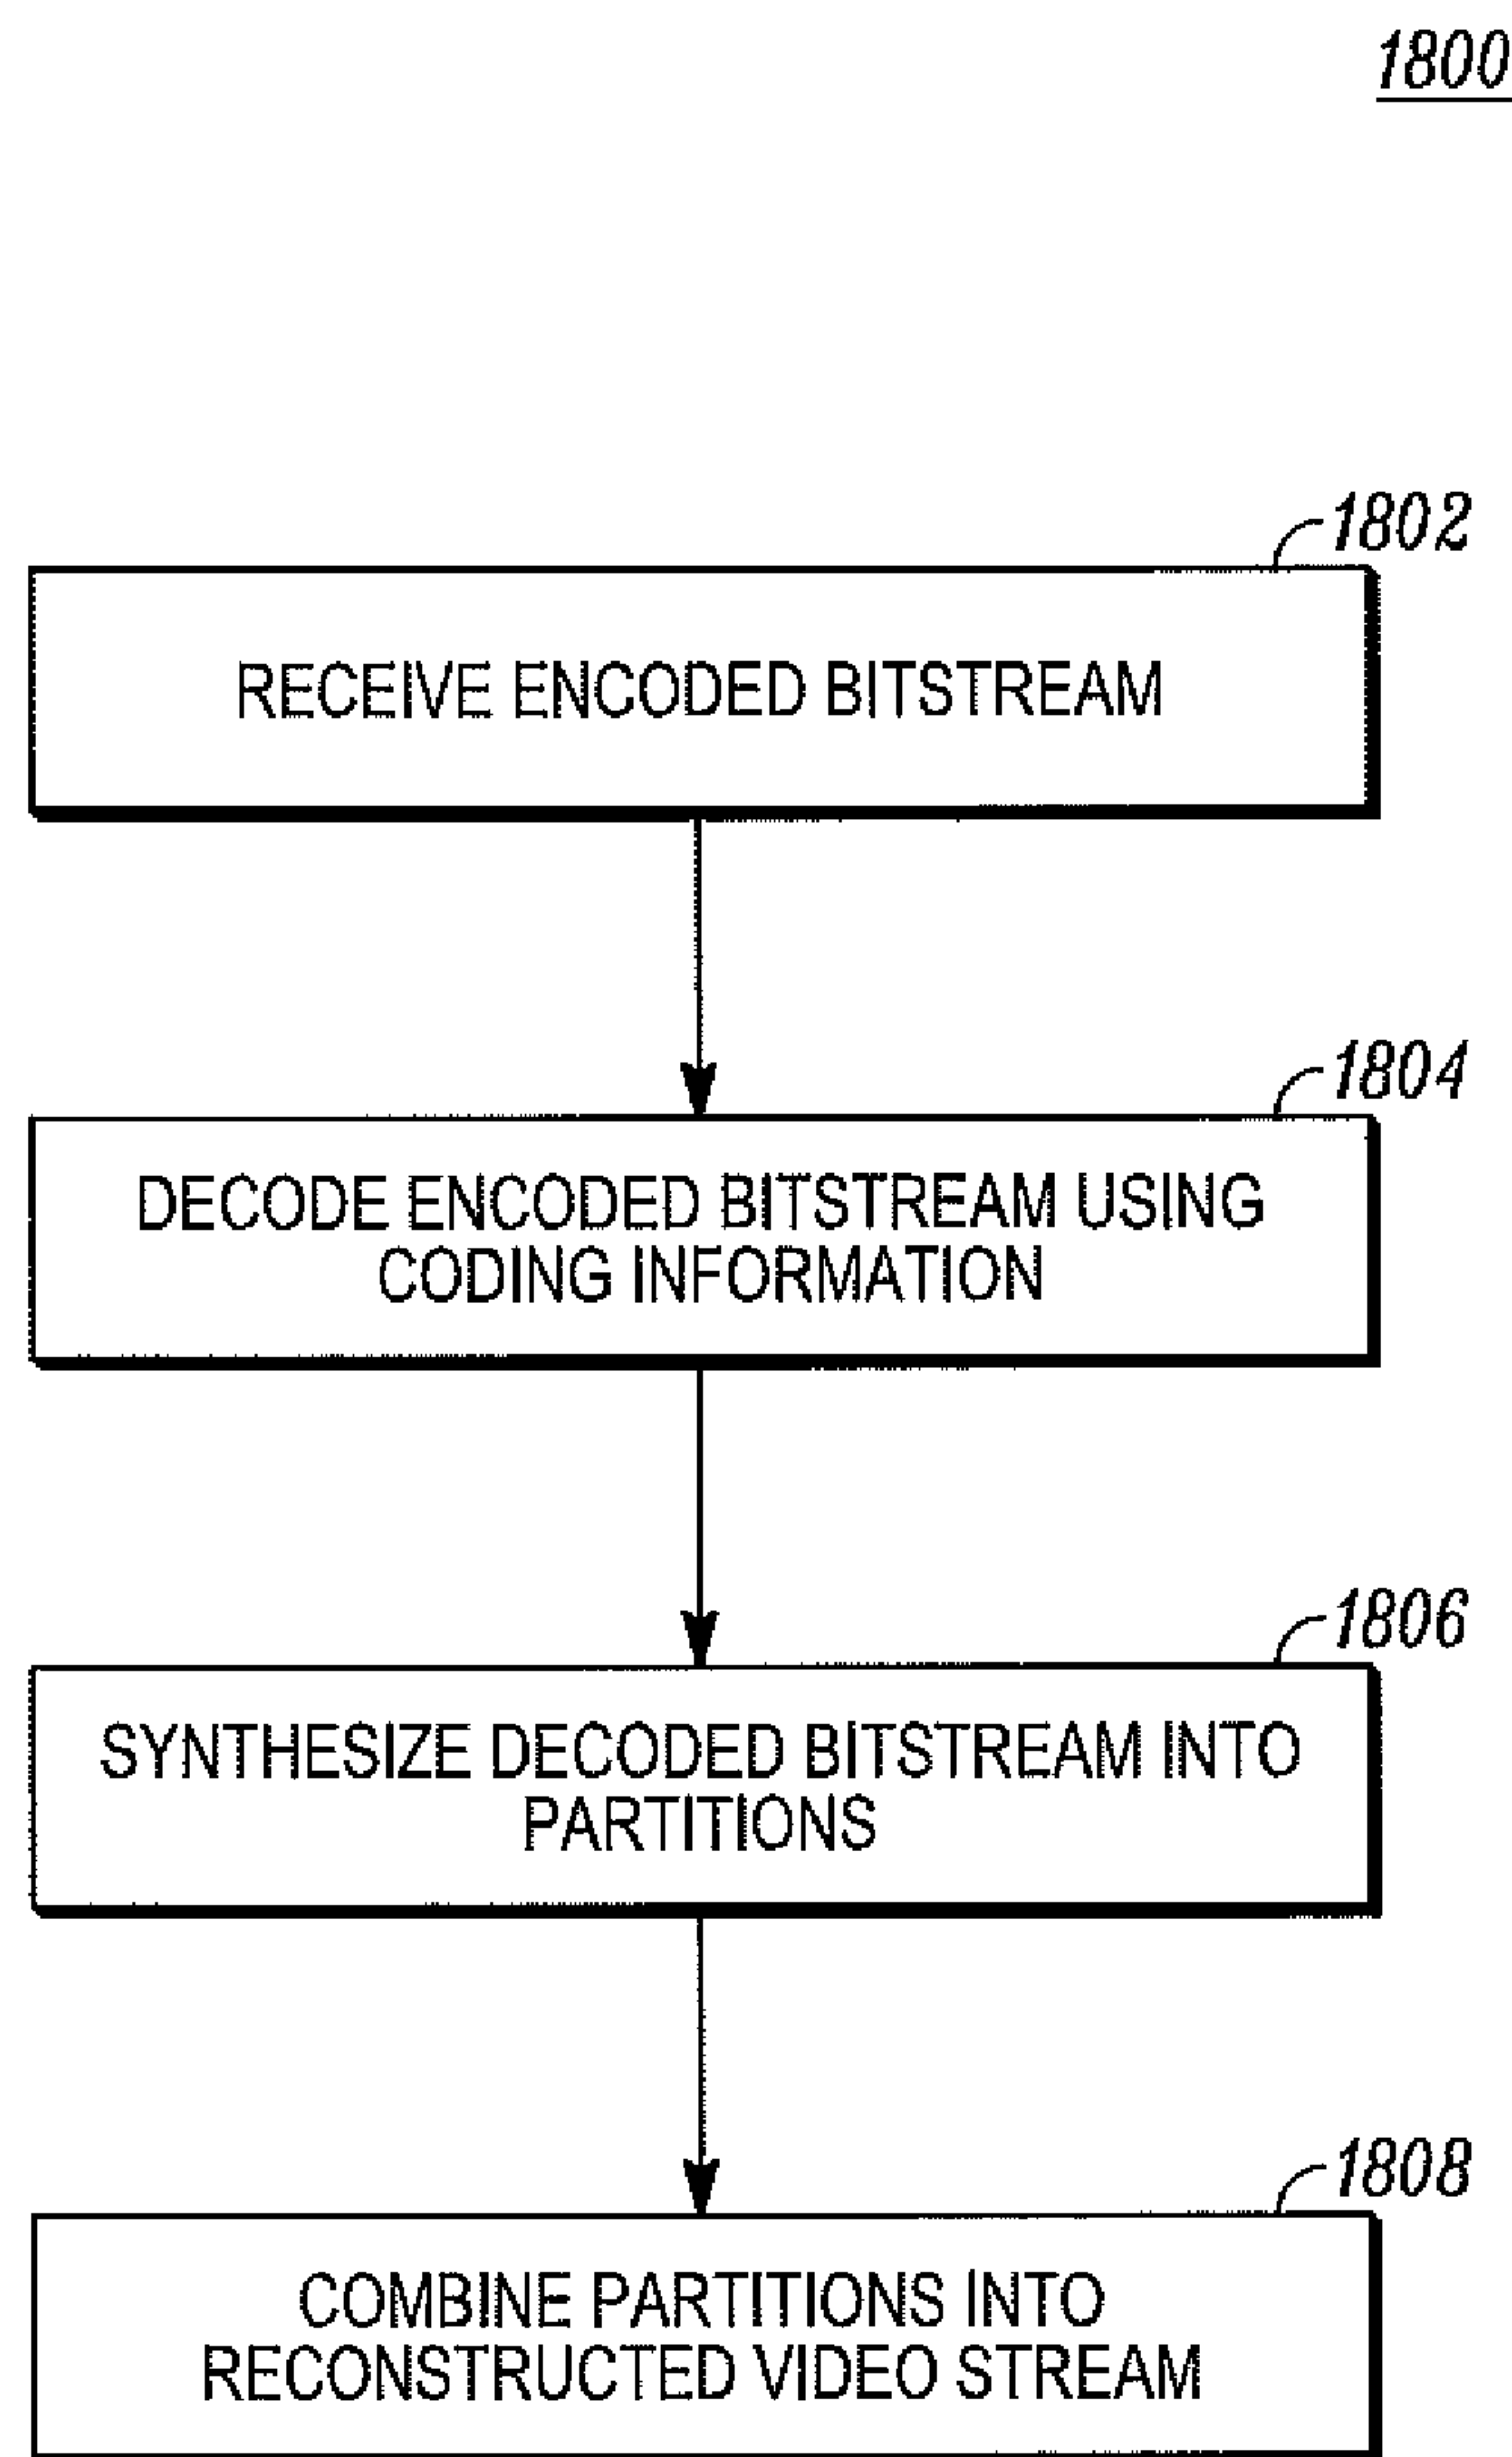 1800
1802
RECEIVE ENCODED BITSTREAM
1804
DECODE ENCODED BITSTREAM USING
CODING INFORMATION
1806
SYNTHESIZE DECODED BITSTREAM INTO
PARTITIONS
1808
COMBINE PARTITIONS INTO
RECONSTRUCTED VIDEO STREAM